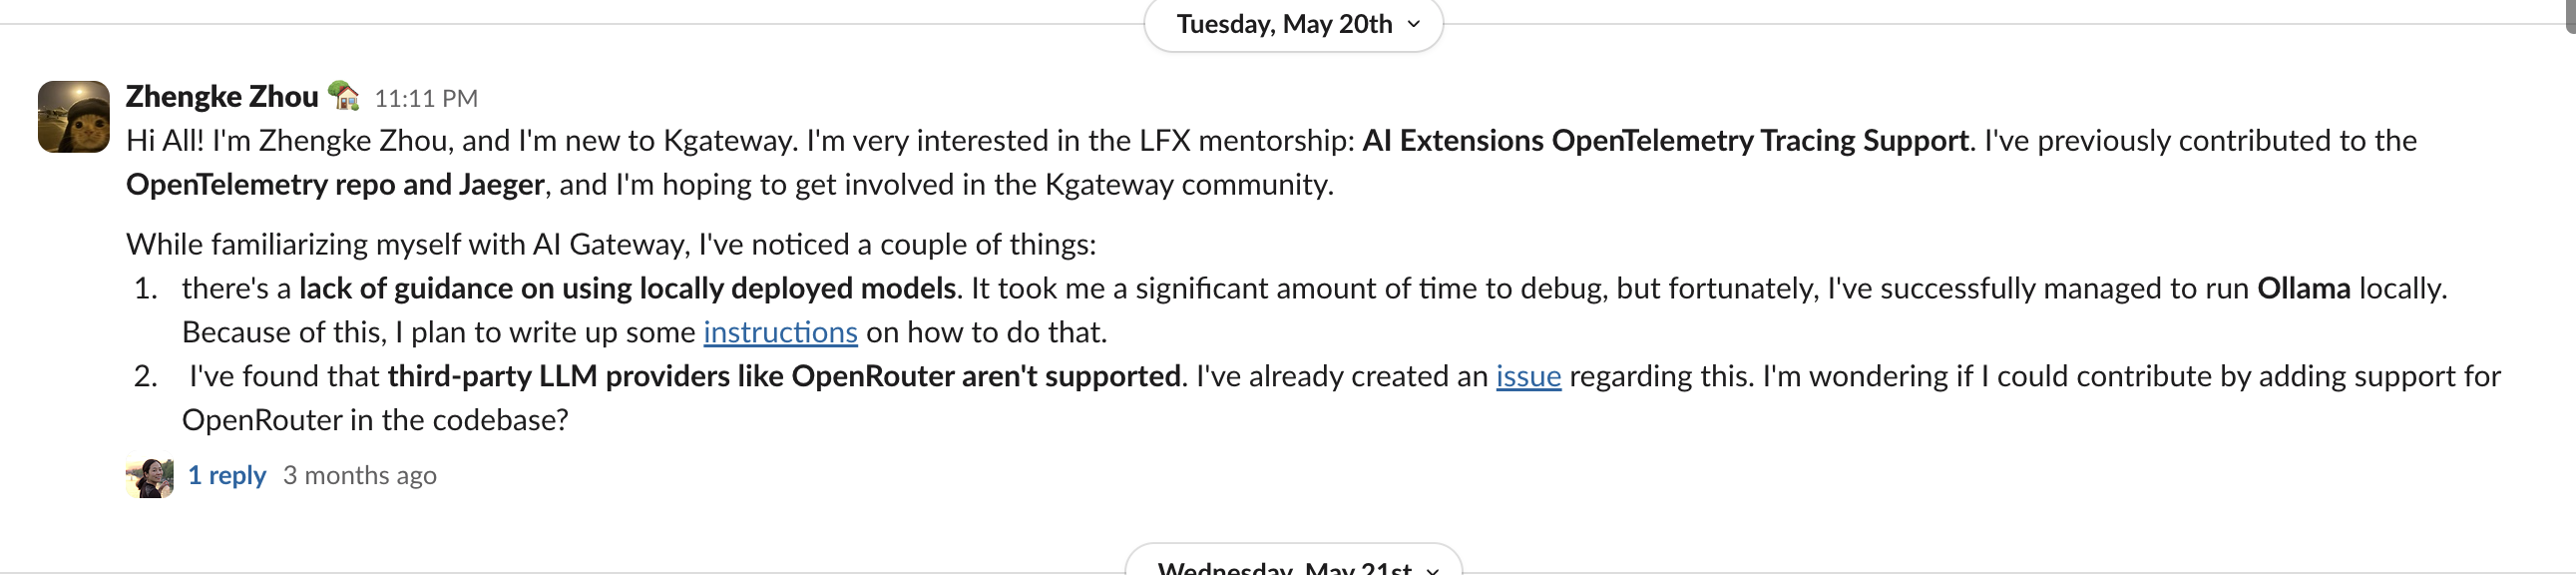 Tuesday, May 20th
Zhengke Zhou 11:11 PM
Hi All! I'm Zhengke Zhou, and I'm new to Kgateway. I'm very interested in the LFX mentorship: AI Extensions OpenTelemetry Tracing Support. I've previously contributed to the
OpenTelemetry repo and Jaeger, and I'm hoping to get involved in the Kgateway community.
While familiarizing myself with AI Gateway, I've noticed a couple of things:
1. there's a lack of guidance on using locally deployed models. It took me a significant amount of time to debug, but fortunately, I've successfully managed to run Ollama locally.
Because of this, I plan to write up some instructions on how to do that.
2. I've found that third-party LLM providers like OpenRouter aren't supported. I've already created an issue regarding this. I'm wondering if I could contribute by adding support for
OpenRouter in the codebase?
1 reply 3 months ago
Wednesday, May 21st